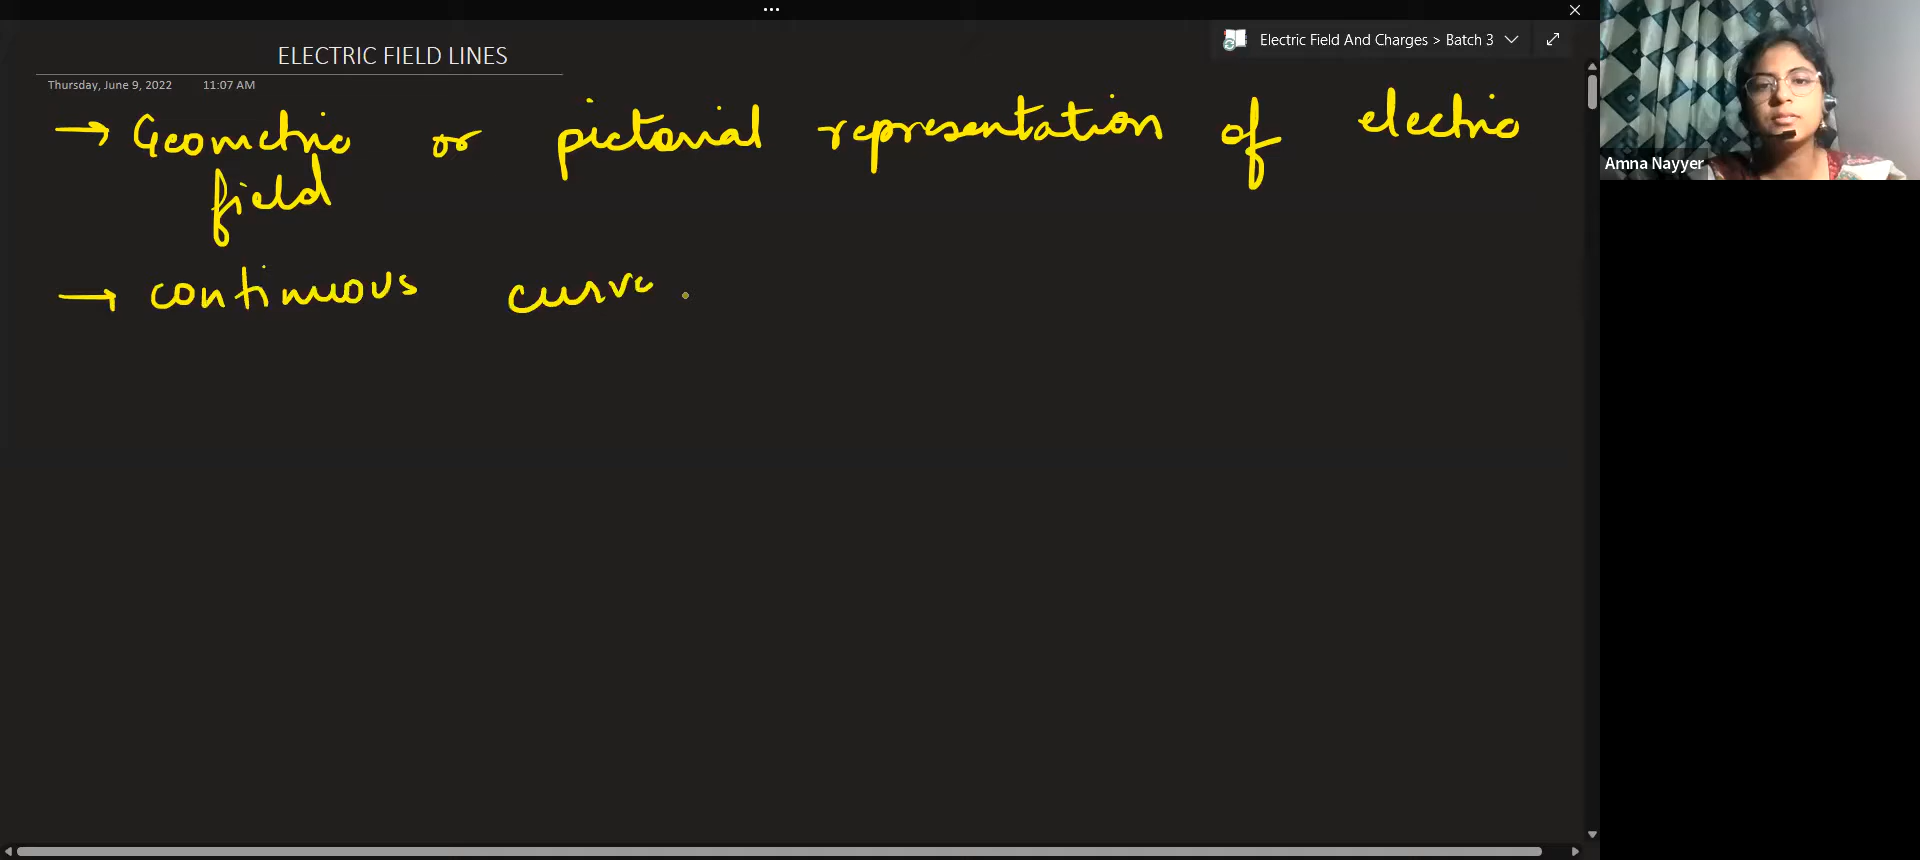 ELECTRIC FIELD LINES
Electric Field And Charges > Batch 3
Thursday, June 9, 2022 11:07 AM
→ Geometric or pictorial representation of electric
field
→ continuous curve
Amna Nayyer